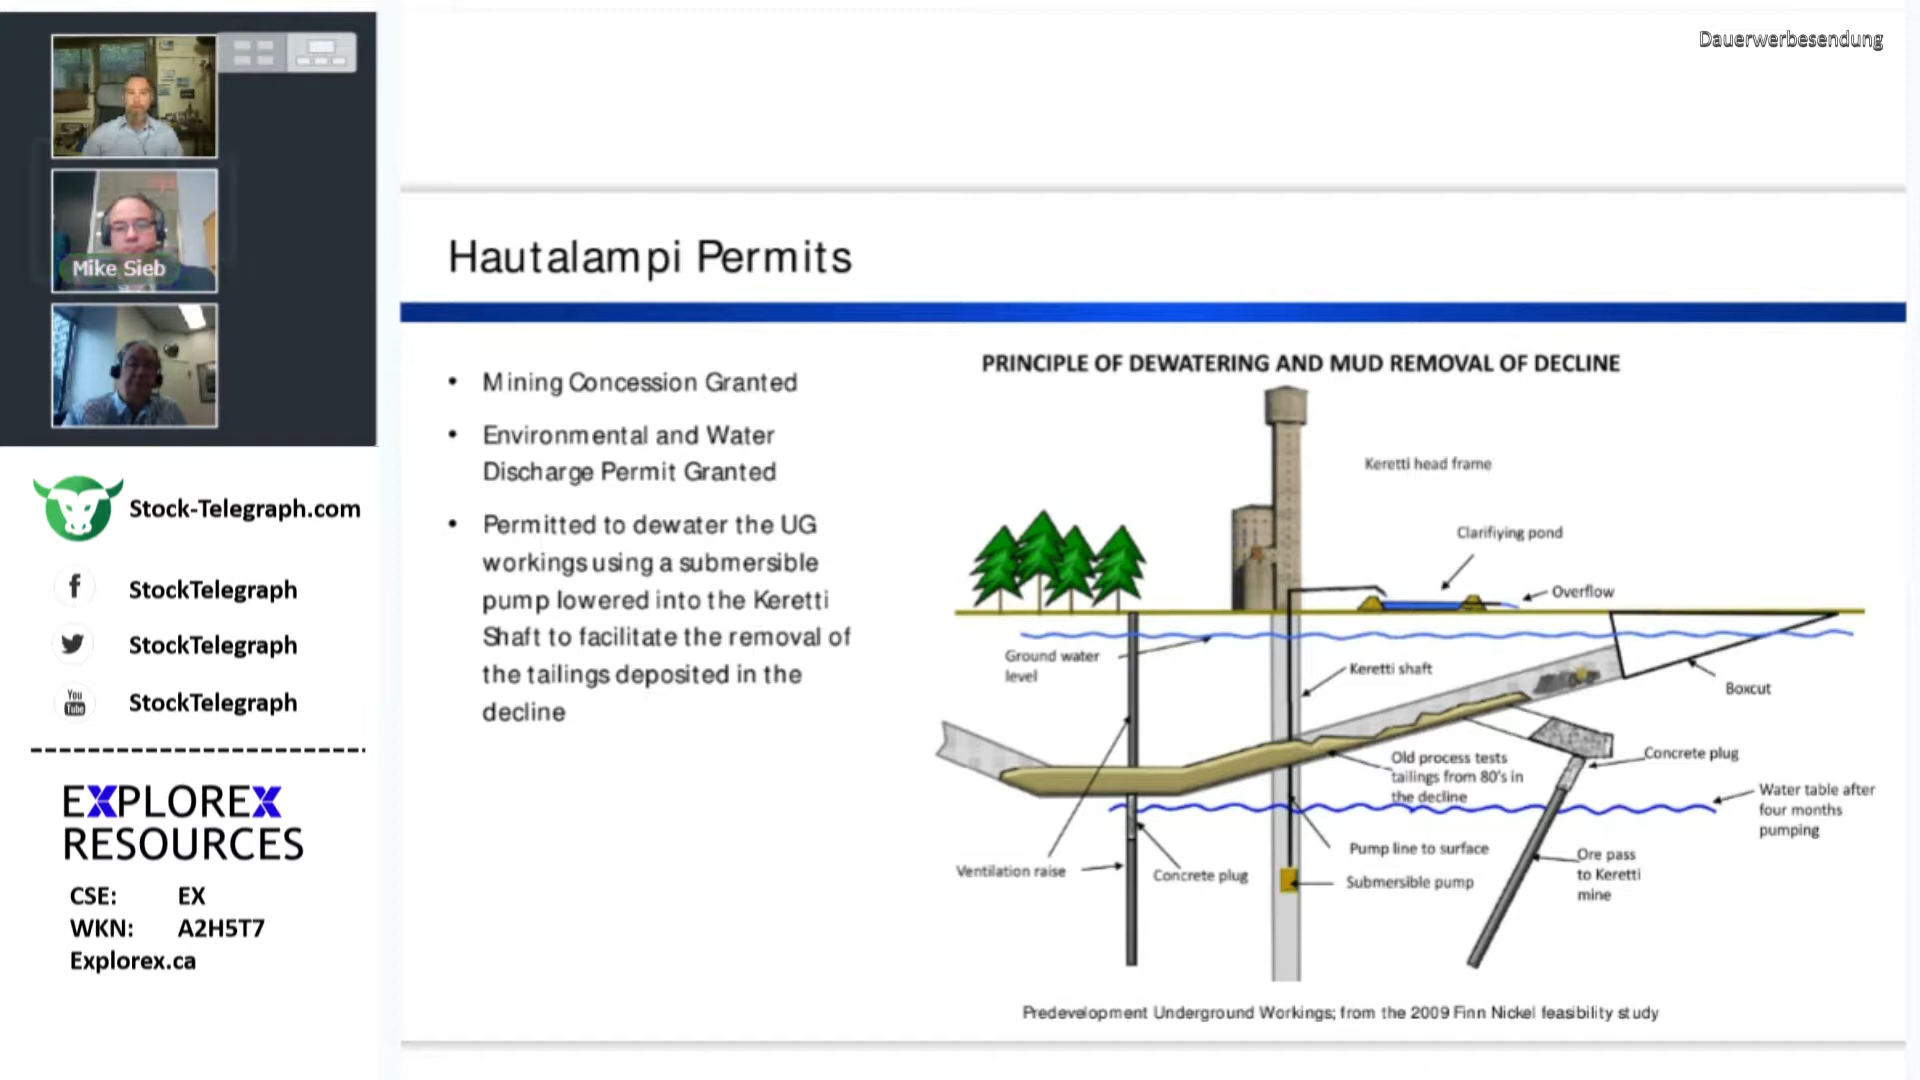 Dauerwerbesendung
Mike Sieb
Stock-Telegraph.com
StockTelegraph
StockTelegraph
You
Tube
StockTelegraph
EXPLOREX
RESOURCES
CSE: EX
WKN: A2H5T7
Explorex.ca
Hautalampi Permits
• Mining Concession Granted
• Environmental and Water
Discharge Permit Granted
• Permitted to dewater the UG
workings using a submersible
pump lowered into the Keretti
Shaft to facilitate the removal of
the tailings deposited in the
decline
PRINCIPLE OF DEWATERING AND MUD REMOVAL OF DECLINE
Keretti head frame
Clarifiying pond
Overflow
Ground water
level
Keretti shaft
Boxcut
Old process tests
tailings from 80's in
the decline
Concrete plug
Water table after
four months
pumping
Pump line to surface
Ore pass
to Keretti
mine
Ventilation raise
Concrete plug
Submersible pump
Predevelopment Underground Workings; from the 2009 Finn Nickel feasibility study